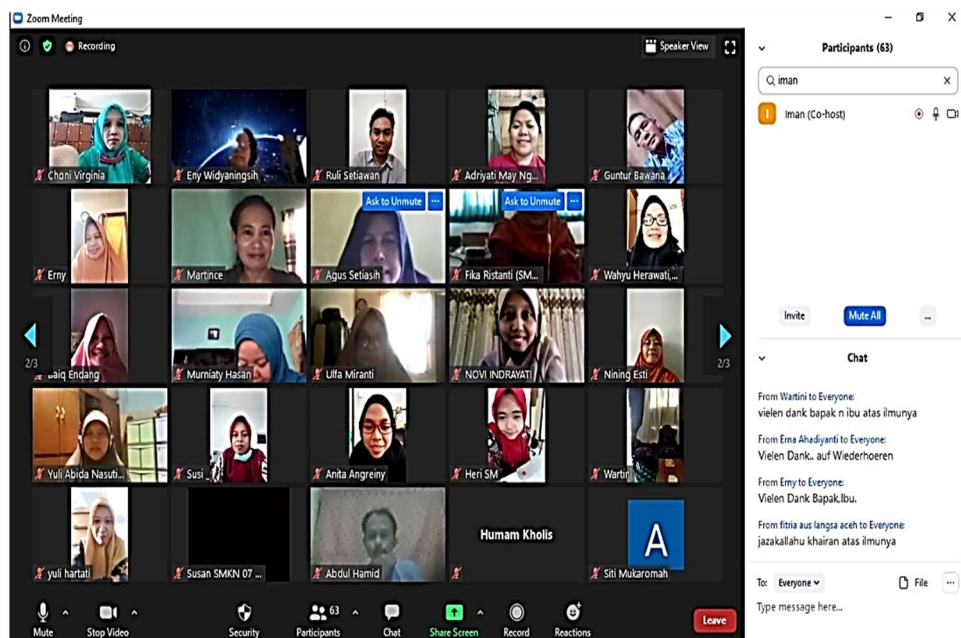 Zoom Meeting
Recording
Speaker View
Choni Virginia
Eny Widyaningsih
Ruli Setiawan
Adriyati May Ng...
Guntur Bawana
Erny
Martince
Ask to Unmute ...
Agus Setiasih
Ask to Unmute ...
Fika Ristanti (SM...
Wahyu Herawati,...
2/3
Baiq Endang
Murniaty Hasan
Ulfa Miranti
NOVI INDRAYATI
Nining Esti
2/3
Yuli Abida Nasuti...
Susi_
Anita Angreiny
Heri SM
Wartin
yuli hartati
Susan SMKN 07 ...
Abdul Hamid
Humam Kholis
A
Siti Mukaromah
Mute
Stop Video
Security
63
Participants
Chat
Share Screen
Record
Reactions
Leave
Participants (63)
iman
I
Iman (Co-host)
Invite
Mute All
...
Chat
From Wartini to Everyone:
vielen dank bapak n ibu atas ilmunya
From Erna Ahadiyanti to Everyone:
Vielen Dank.. auf Wiederhoeren
From Erny to Everyone:
Vielen Dank Bapak,Ibu.
From fitria aus langsa aceh to Everyone:
jazakallahu khairan atas ilmunya
To: Everyone
File
...
Type message here...